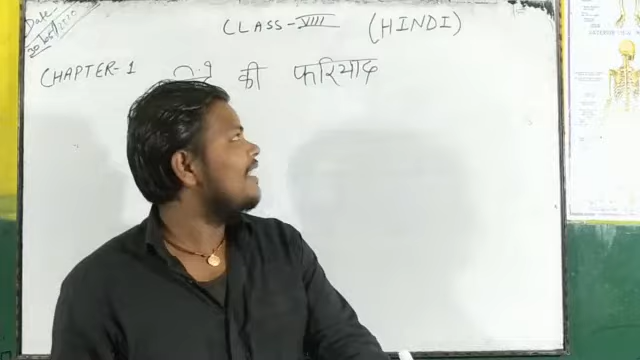 Date-
CLASS-VIII (HINDI)
CHAPTER-1 की फरियाद